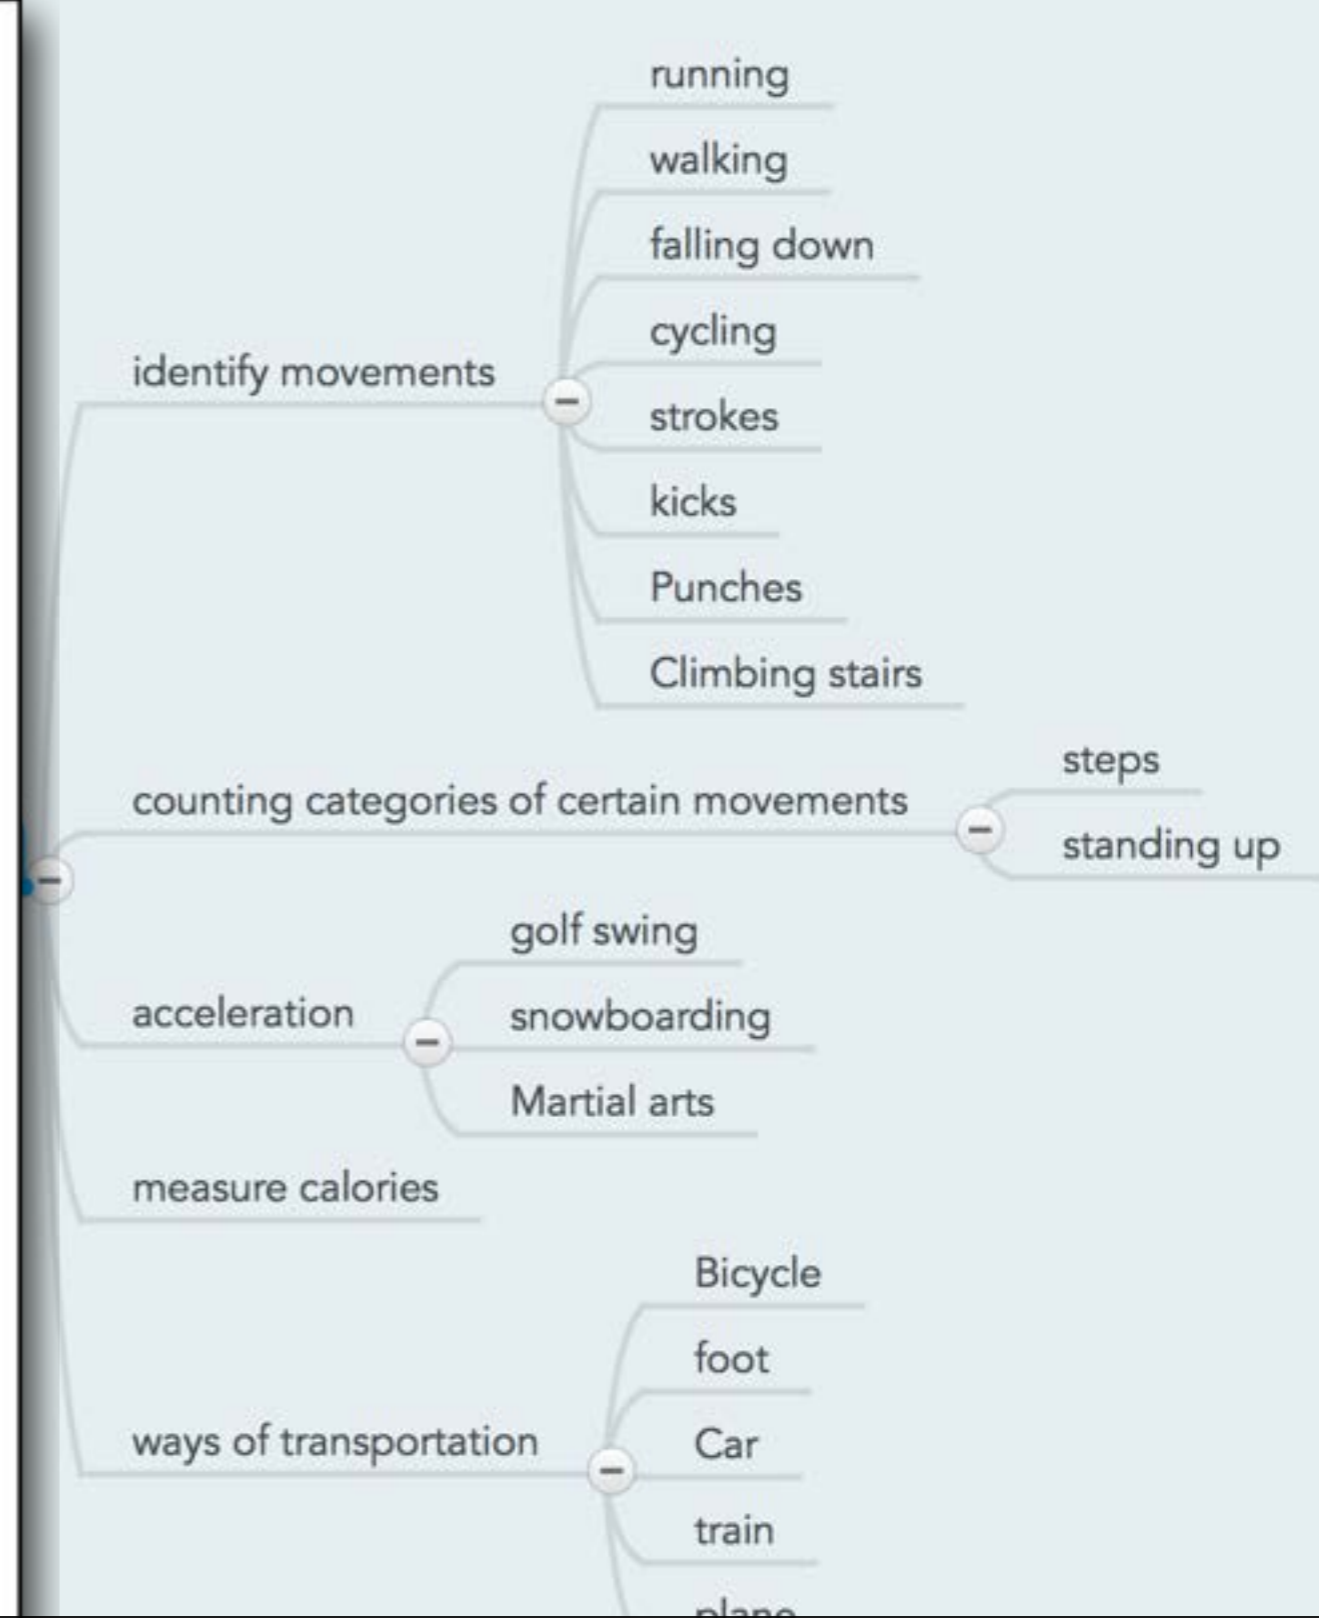 running
walking
falling down
cycling
identify movements
strokes
kicks
Punches
Climbing stairs
steps
counting categories of certain movements
standing up
golf swing
acceleration
snowboarding
Martial arts
measure calories
Bicycle
foot
ways of transportation
Car
train
plane